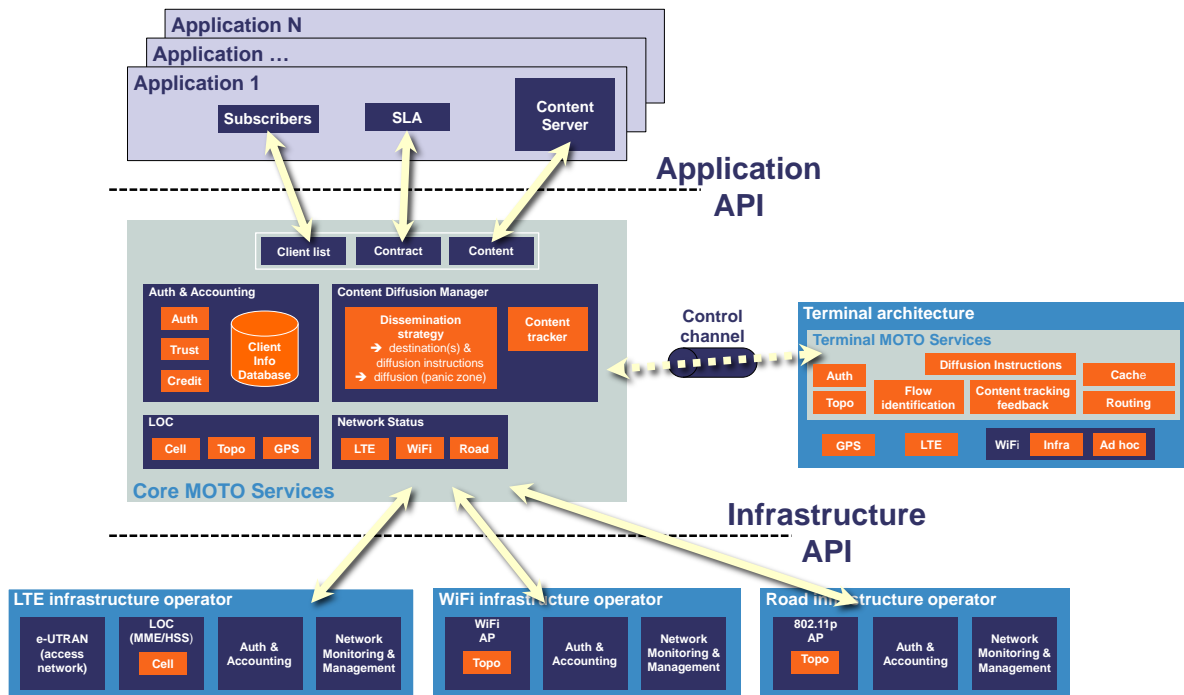 Application N
Application …
Application 1
Subscribers
SLA
Content
Server
Application
API
Client list
Contract
Content
Auth & Accounting
Auth
Trust
Credit
Client
Info
Database
Content Diffusion Manager
Dissemination
strategy
➔ destination(s) &
diffusion instructions
➔ diffusion (panic zone)
Content
tracker
LOC
Cell
Topo
GPS
Network Status
LTE
WiFi
Road
Core MOTO Services
Control
channel
Terminal architecture
Terminal MOTO Services
Auth
Topo
Diffusion Instructions
Flow
identification
Content tracking
feedback
Cache
Routing
GPS
LTE
WiFi
Infra
Ad hoc
Infrastructure
API
LTE infrastructure operator
e-UTRAN
(access
network)
LOC
(MME/HSS)
Cell
Auth &
Accounting
Network
Monitoring &
Management
WiFi infrastructure operator
WiFi
AP
Topo
Auth &
Accounting
Network
Monitoring &
Management
Road infrastructure operator
802.11p
AP
Topo
Auth &
Accounting
Network
Monitoring &
Management